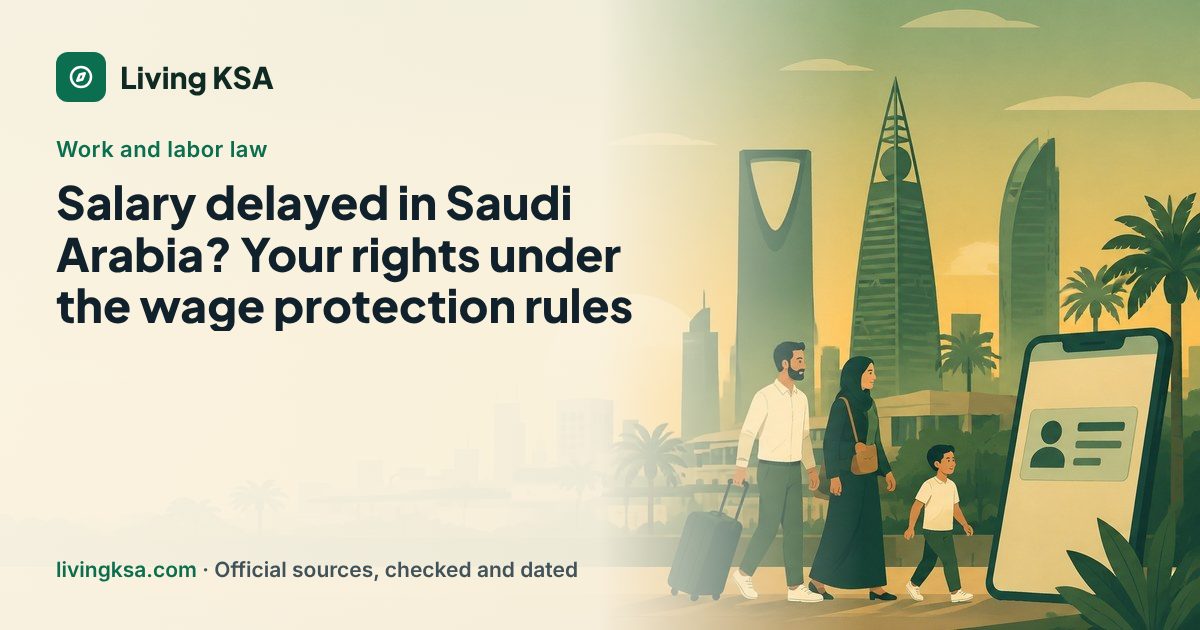 Living KSA
Work and labor law
Salary delayed in Saudi
Arabia? Your rights under
the wage protection rules
livingksa.com · Official sources, checked and dated